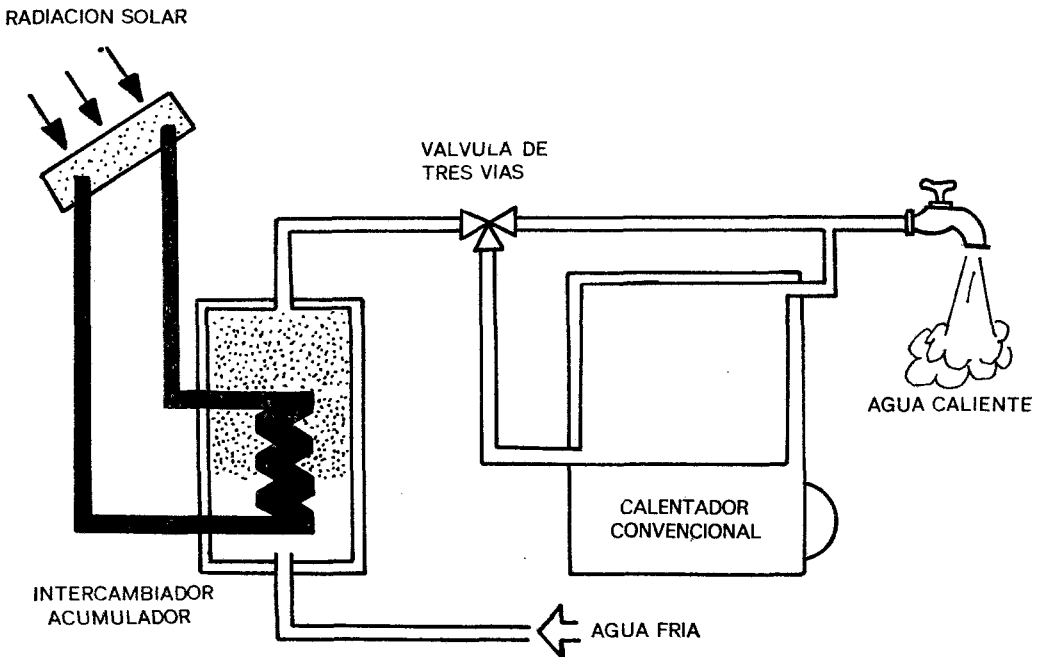 RADIACION SOLAR
VALVULA DE
TRES VIAS
AGUA CALIENTE
CALENTADOR
CONVENCIONAL
INTERCAMBIADOR
ACUMULADOR
AGUA FRIA